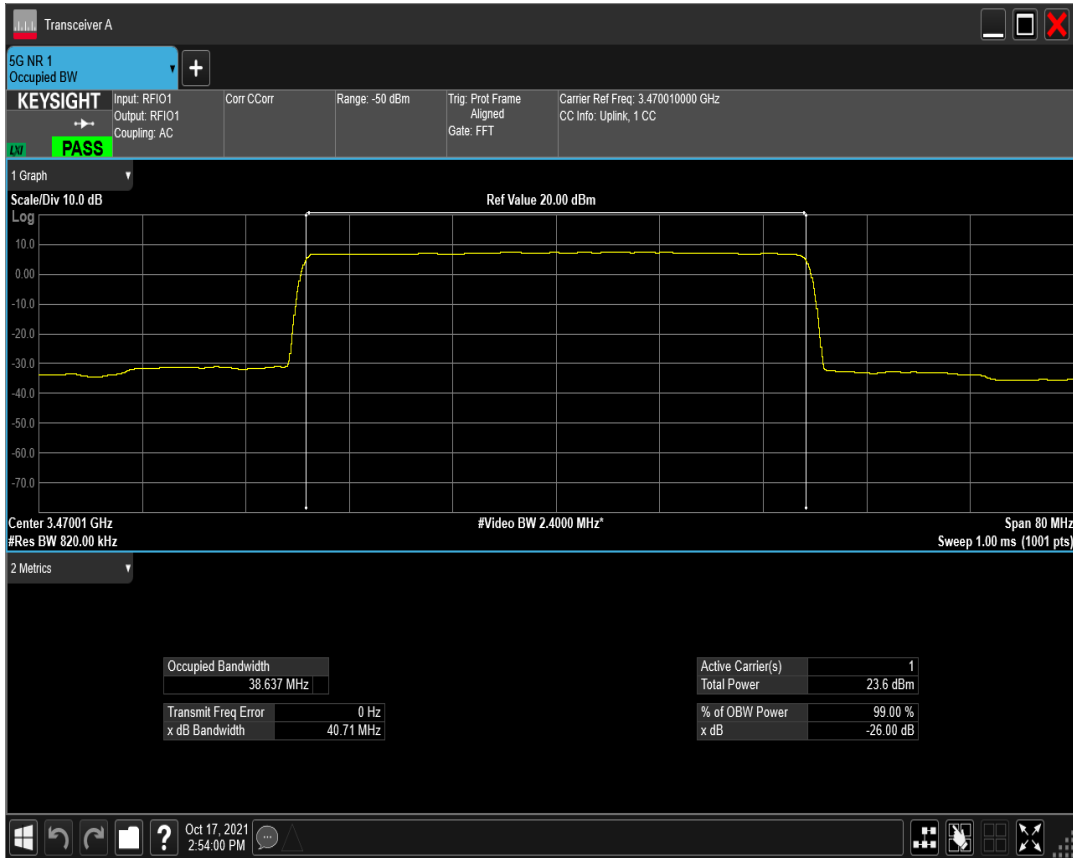 Transceiver A
5G NR 1
Occupied BW
+
KEYSIGHT
LXI
PASS
Input: RFIO1
Output: RFIO1
Coupling: AC
Corr CCorr
Range: -50 dBm
Trig: Prot Frame
Aligned
Gate: FFT
Carrier Ref Freq: 3.470010000 GHz
CC Info: Uplink, 1 CC
1 Graph
Scale/Div 10.0 dB
Ref Value 20.00 dBm
Log
10.0
0.00
-10.0
-20.0
-30.0
-40.0
-50.0
-60.0
-70.0
Center 3.47001 GHz
#Video BW 2.4000 MHz*
Span 80 MHz
#Res BW 820.00 kHz
Sweep 1.00 ms (1001 pts)
2 Metrics
Occupied Bandwidth
38.637 MHz
Transmit Freq Error 0 Hz
x dB Bandwidth 40.71 MHz
Active Carrier(s) 1
Total Power 23.6 dBm
% of OBW Power 99.00 %
x dB -26.00 dB
?
Oct 17, 2021
2:54:00 PM